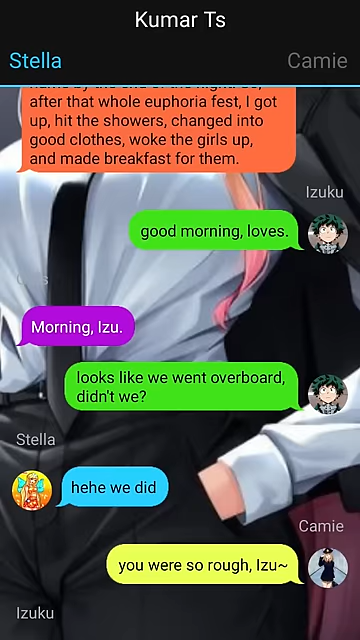 Kumar Ts
Stella
Camie
after that whole euphoria fest, I got
up, hit the showers, changed into
good clothes, woke the girls up,
and made breakfast for them.
Izuku
good morning, loves.
Morning, Izu.
looks like we went overboard,
didn't we?
Stella
hehe we did
Camie
you were so rough, Izu~
Izuku